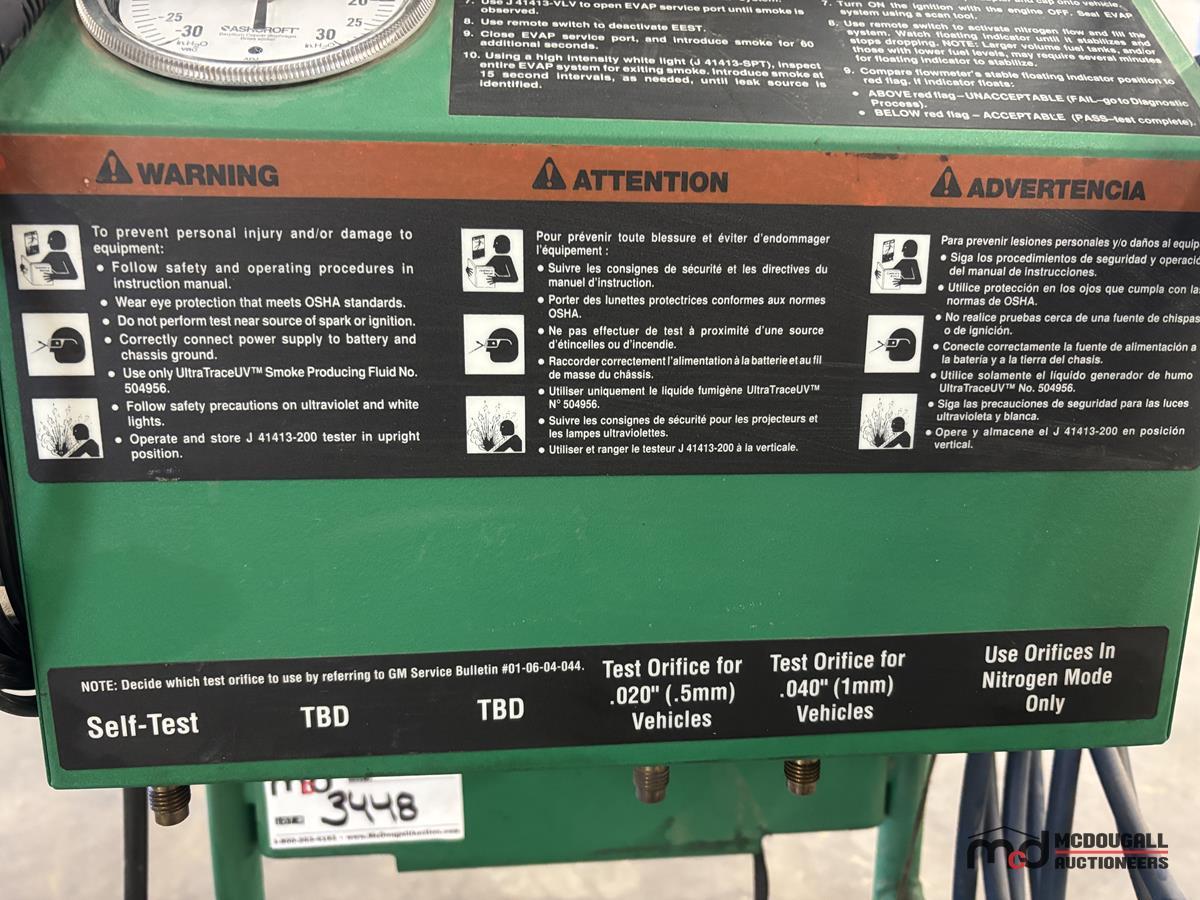 -25
-30
in.H₂O
VAC
ASHCROFT
20
25
30
in.H₂O
7. Use J 41413-VLV to open EVAP service port until smoke is
observed.
8. Use remote switch to deactivate EEST.
9. Close EVAP service port, and introduce smoke for 60
additional seconds.
10. Using a high intensity white light (J 41413-SPT), inspect
entire EVAP system for exiting smoke. Introduce smoke at
15 second intervals, as needed, until leak source is
identified.
7. Turn ON the ignition with the engine OFF. Seal EVAP
system using a scan tool.
8. Use remote switch to activate nitrogen flow and fill the
system. Watch floating indicator until it stabilizes and
stops dropping. NOTE: Larger volume fuel tanks, and/or
those with lower fuel levels, may require several minutes
for floating indicator to stabilize.
9. Compare flowmeter's stable floating indicator position to
red flag. If indicator floats:
• ABOVE red flag – UNACCEPTABLE (FAIL–go to Diagnostic
Process).
• BELOW red flag – ACCEPTABLE (PASS–test complete).
WARNING
To prevent personal injury and/or damage to
equipment:
• Follow safety and operating procedures in
instruction manual.
• Wear eye protection that meets OSHA standards.
• Do not perform test near source of spark or ignition.
• Correctly connect power supply to battery and
chassis ground.
• Use only UltraTraceUV™ Smoke Producing Fluid No.
504956.
• Follow safety precautions on ultraviolet and white
lights.
• Operate and store J 41413-200 tester in upright
position.
ATTENTION
Pour prévenir toute blessure et éviter d'endommager
l'équipement :
• Suivre les consignes de sécurité et les directives du
manuel d'instruction.
• Porter des lunettes protectrices conformes aux normes
OSHA.
• Ne pas effectuer de test à proximité d'une source
d'étincelles ou d'incendie.
• Raccorder correctement l'alimentation à la batterie et au fil
de masse du châssis.
• Utiliser uniquement le liquide fumigène UltraTraceUV™
N° 504956.
• Suivre les consignes de sécurité pour les projecteurs et
les lampes ultraviolettes.
• Utiliser et ranger le testeur J 41413-200 à la verticale.
ADVERTENCIA
Para prevenir lesiones personales y/o daños al equip
• Siga los procedimientos de seguridad y operació
del manual de instrucciones.
• Utilice protección en los ojos que cumpla con las
normas de OSHA.
• No realice pruebas cerca de una fuente de chispas
o de ignición.
• Conecte correctamente la fuente de alimentación a
la batería y a la tierra del chasis.
• Utilice solamente el líquido generador de humo
UltraTraceUV™ No. 504956.
• Siga las precauciones de seguridad para las luces
ultravioleta y blanca.
• Opere y almacene el J 41413-200 en posición
vertical.
NOTE: Decide which test orifice to use by referring to GM Service Bulletin #01-06-04-044.
Self-Test
TBD
TBD
Test Orifice for
.020" (.5mm)
Vehicles
Test Orifice for
.040" (1mm)
Vehicles
Use Orifices In
Nitrogen Mode
Only
mcd
3448
mcd
MCDOUGALL
AUCTIONEERS